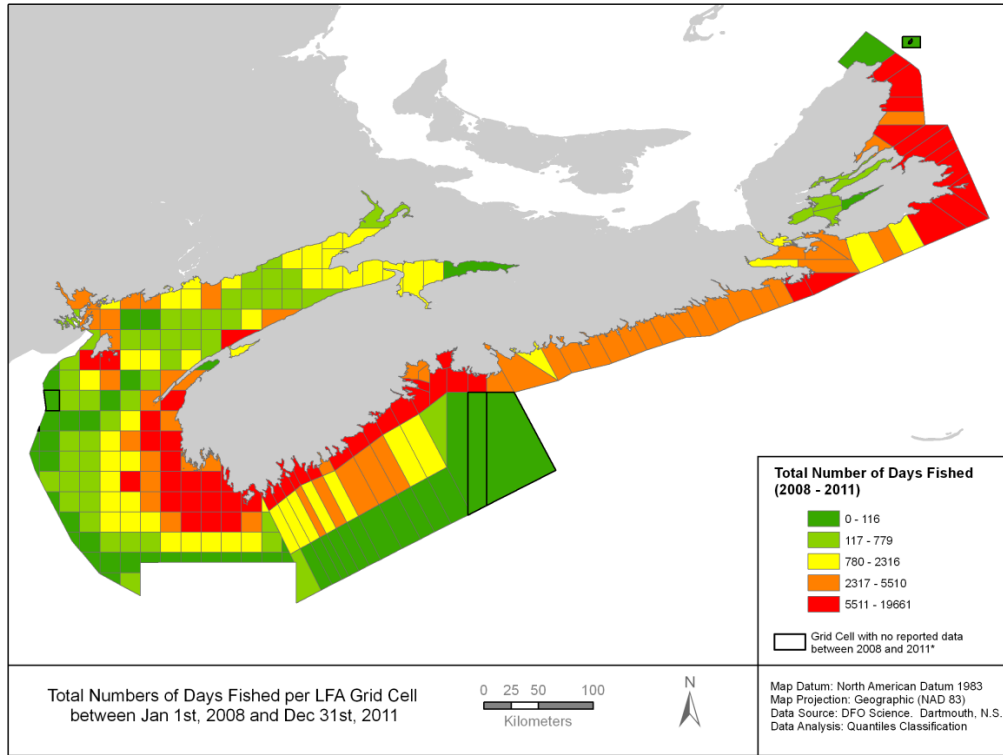 Total Number of Days Fished
(2008 - 2011)
0 - 116
117 - 779
780 - 2316
2317 - 5510
5511 - 19661
Grid Cell with no reported data
between 2008 and 2011*
Total Numbers of Days Fished per LFA Grid Cell
between Jan 1st, 2008 and Dec 31st, 2011
0 25 50 100
Kilometers
N
Map Datum: North American Datum 1983
Map Projection: Geographic (NAD 83)
Data Source: DFO Science. Dartmouth, N.S.
Data Analysis: Quantiles Classification